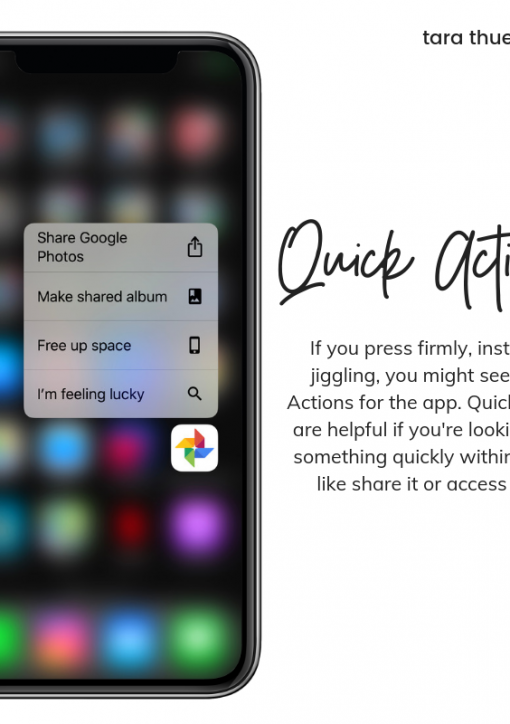 tara thue
Share Google
Photos
Make shared album
Free up space
I'm feeling lucky
Quick Acti
If you press firmly, inst
jiggling, you might see
Actions for the app. Quick
are helpful if you're looki
something quickly within
like share it or access